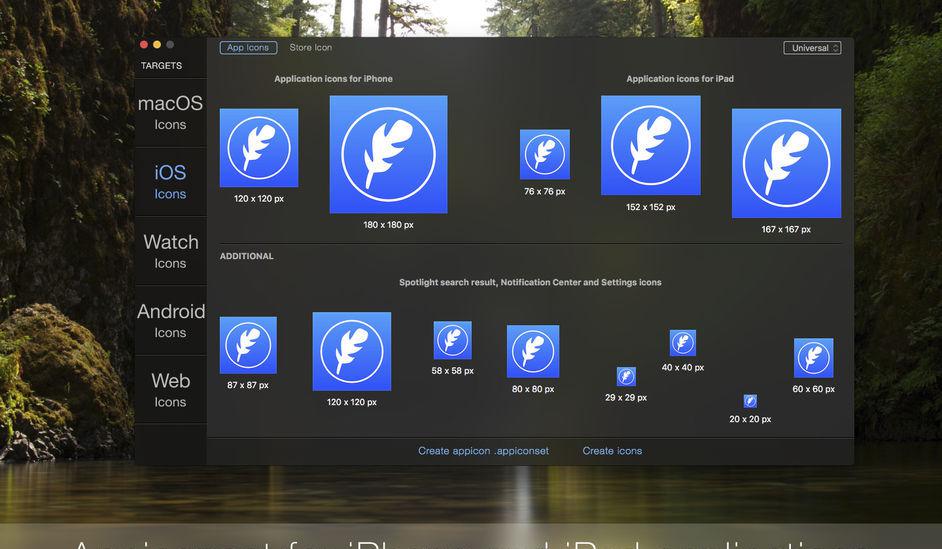 App Icons
Store Icon
Universal
TARGETS
macOS
Icons
iOS
Icons
Watch
Icons
Android
Icons
Web
Icons
Application icons for iPhone
Application icons for iPad
120 x 120 px
180 x 180 px
76 x 76 px
152 x 152 px
167 x 167 px
ADDITIONAL
Spotlight search result, Notification Center and Settings icons
87 x 87 px
120 x 120 px
58 x 58 px
80 x 80 px
29 x 29 px
40 x 40 px
20 x 20 px
60 x 60 px
Create appicon .appiconset
Create icons